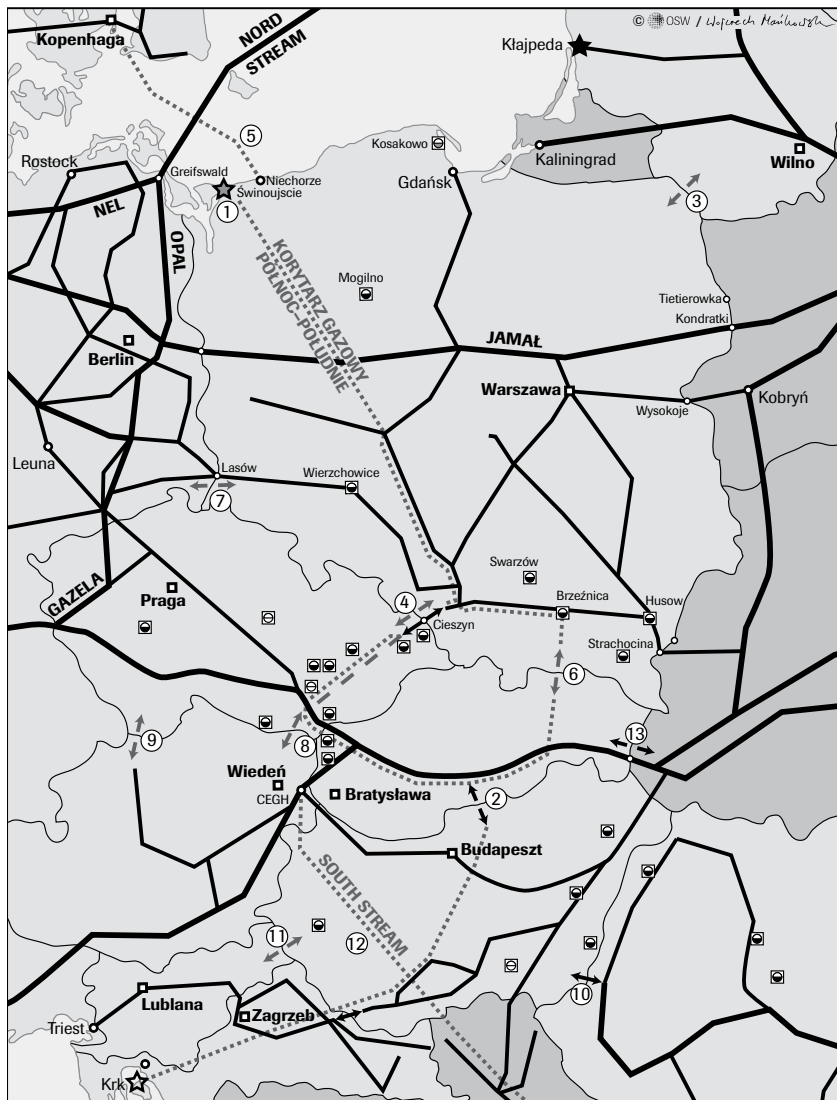 © OSW / Wojciech Mańkowski
Kopenhaga
NORD
STREAM
Kłajpeda
5
Kosakowo
Kaliningrad
Wilno
Rostock
Greifswald
Niechorze
Świnoujscie
Gdańsk
NEL
1
3
OPAL
KORYTARZ GAZOWY
PÓŁNOC–POŁUDNIE
Mogilno
Tietierowka
Kondratki
JAMAŁ
Berlin
Warszawa
Wysokoje
Kobryń
Leuna
Lasów
Wierzchowice
7
Swarzów
Brzeźnica
Husow
GAZELA
Praga
4
Cieszyn
Strachocina
6
9
8
13
Wiedeń
CEGH
Bratysława
2
Budapeszt
SOUTH STREAM
11
12
10
Lublana
Zagrzeb
Triest
Krk